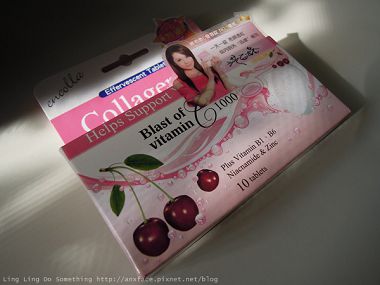 encolla
Effervescent Tablet
Collagen
Helps Support
Blast of
vitamin C 1000
Plus Vitamin B1、B6
Niacinamide & Zinc
10 tablets
Ling Ling Do Something http://anxface.pixnet.net/blog